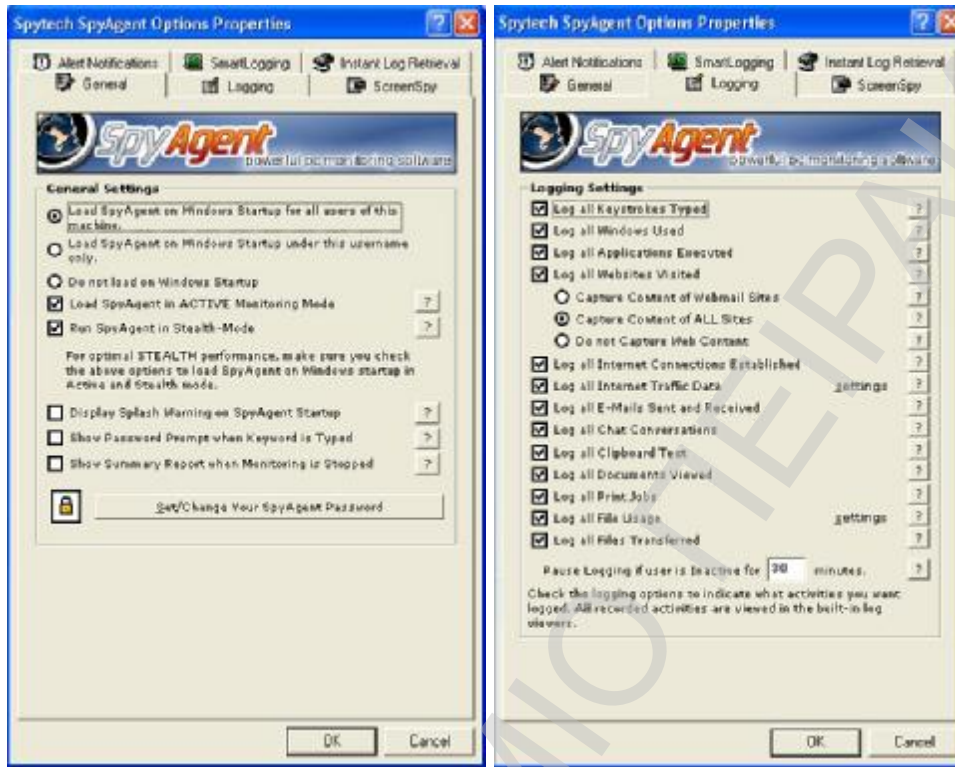 Spytech SpyAgent Options Properties
Alert Notifications
SmartLogging
Instant Log Retrieval
General
Logging
ScreenSpy
SpyAgent
powerful pc monitoring software
General Settings
Load SpyAgent on Windows Startup for all users of this
machine.
Load SpyAgent on Windows Startup under this username
only.
Do not load on Windows Startup
Load SpyAgent in ACTIVE Monitoring Mode
?
Run SpyAgent in Stealth-Mode
?
For optimal STEALTH performance, make sure you check
the above options to load SpyAgent on Windows startup in
Active and Stealth mode.
Display Splash Warning on SpyAgent Startup
?
Show Password Prompt when Keyword is Typed
?
Show Summary Report when Monitoring is Stopped
?
Set/Change Your SpyAgent Password
OK
Cancel
Spytech SpyAgent Options Properties
Alert Notifications
SmartLogging
Instant Log Retrieval
General
Logging
ScreenSpy
SpyAgent
powerful pc monitoring software
Logging Settings
Log all Keystrokes Typed
?
Log all Windows Used
?
Log all Applications Executed
?
Log all Websites Visited
?
Capture Content of Webmail Sites
?
Capture Content of ALL Sites
?
Do not Capture Web Content
?
Log all Internet Connections Established
?
Log all Internet Traffic Data
settings
?
Log all E-Mails Sent and Received
?
Log all Chat Conversations
?
Log all Clipboard Text
?
Log all Documents Viewed
?
Log all Print Jobs
?
Log all File Usage
settings
?
Log all Files Transferred
?
Pause Logging if user is Inactive for 30 minutes.
?
Check the logging options to indicate what activities you want
logged. All recorded activities are viewed in the built-in log
viewers.
OK
Cancel